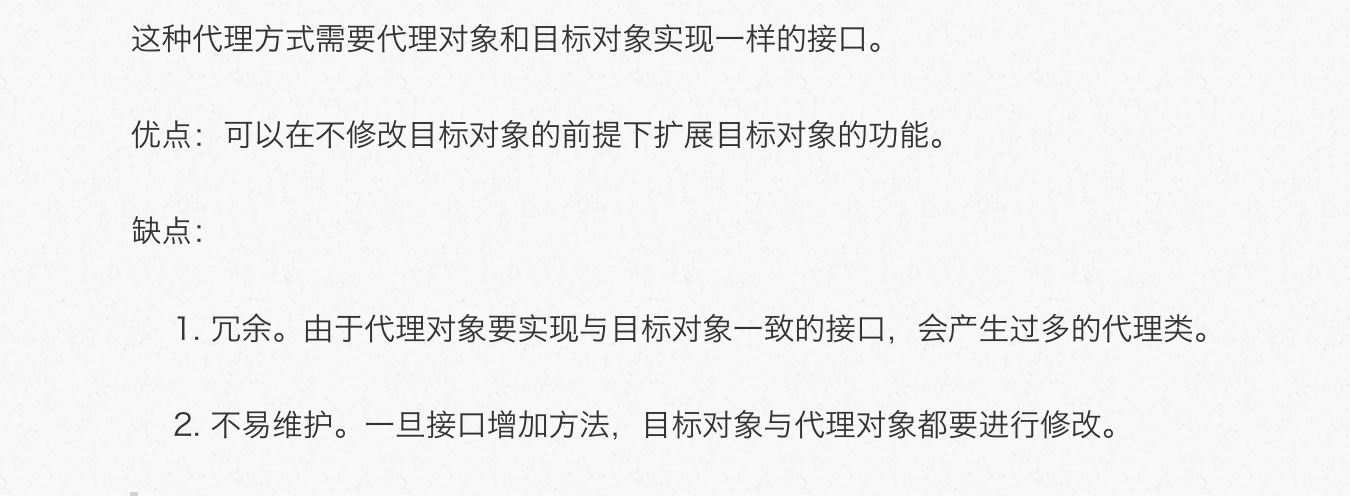 这种代理方式需要代理对象和目标对象实现一样的接口。
优点：可以在不修改目标对象的前提下扩展目标对象的功能。
缺点：
1. 冗余。由于代理对象要实现与目标对象一致的接口，会产生过多的代理类。
2. 不易维护。一旦接口增加方法，目标对象与代理对象都要进行修改。